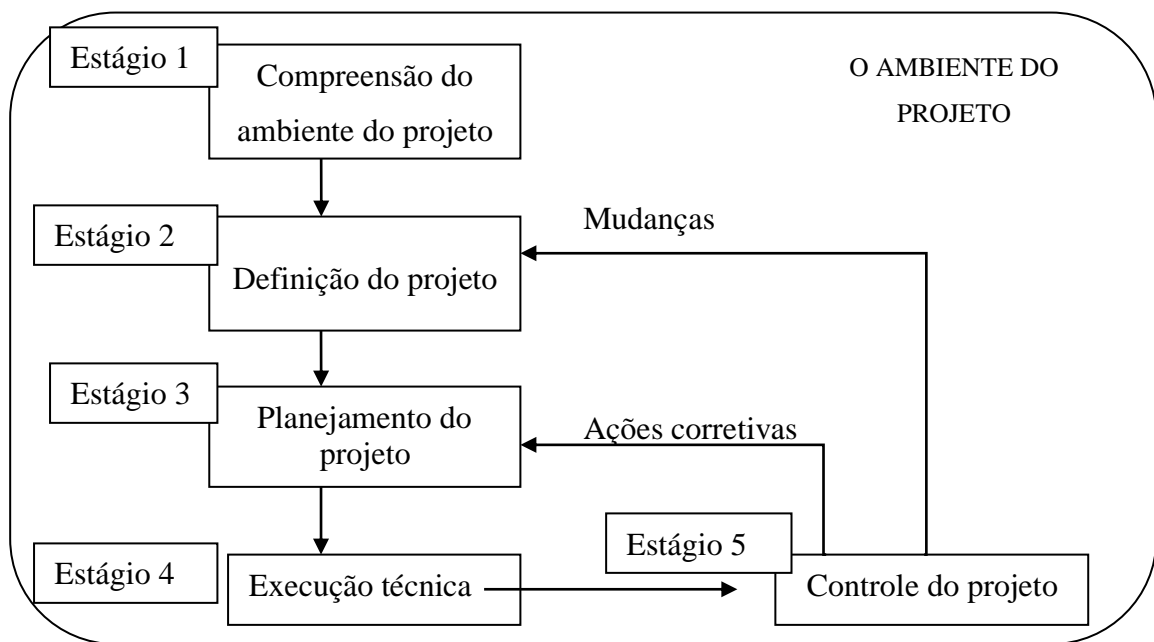 Estágio 1
Compreensão do
ambiente do projeto
O AMBIENTE DO
PROJETO
Estágio 2
Definição do projeto
Mudanças
Estágio 3
Planejamento do
projeto
Ações corretivas
Estágio 4
Execução técnica
Estágio 5
Controle do projeto